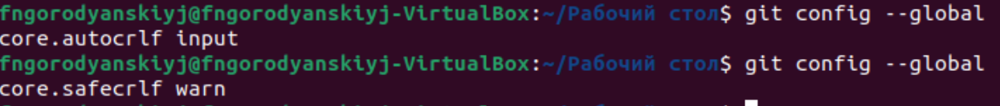 fngorodyanskiyj@fngorodyanskiyj-VirtualBox:~/Рабочий стол$ git config --global
core.autocrlf input
fngorodyanskiyj@fngorodyanskiyj-VirtualBox:~/Рабочий стол$ git config --global
core.safecrlf warn